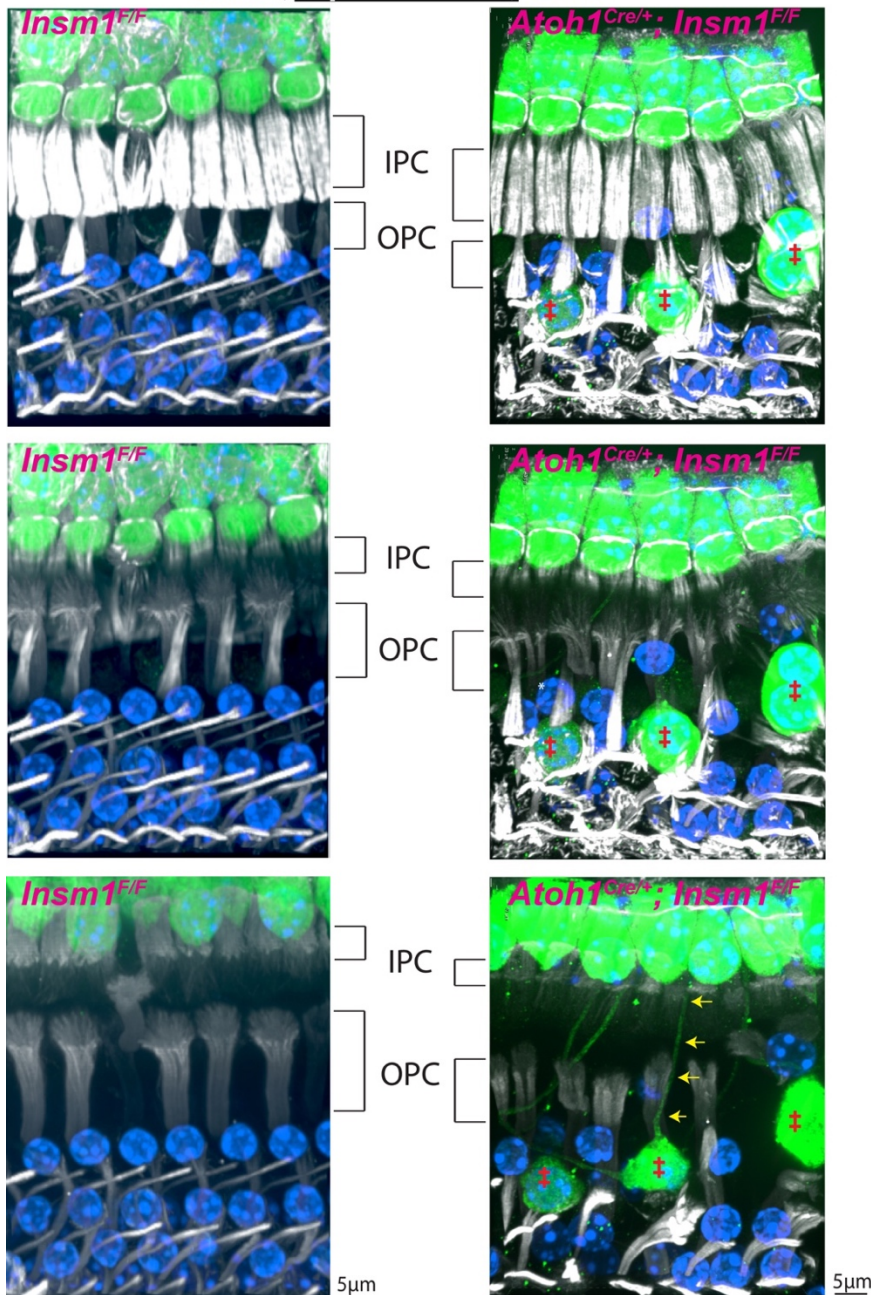 Insm1F/F
Atoh1Cre/+; Insm1F/F
IPC
OPC
‡
‡
‡
Insm1F/F
Atoh1Cre/+; Insm1F/F
IPC
OPC
*
*
‡
‡
‡
Insm1F/F
Atoh1Cre/+; Insm1F/F
IPC
OPC
‡
‡
‡
5μm
5μm